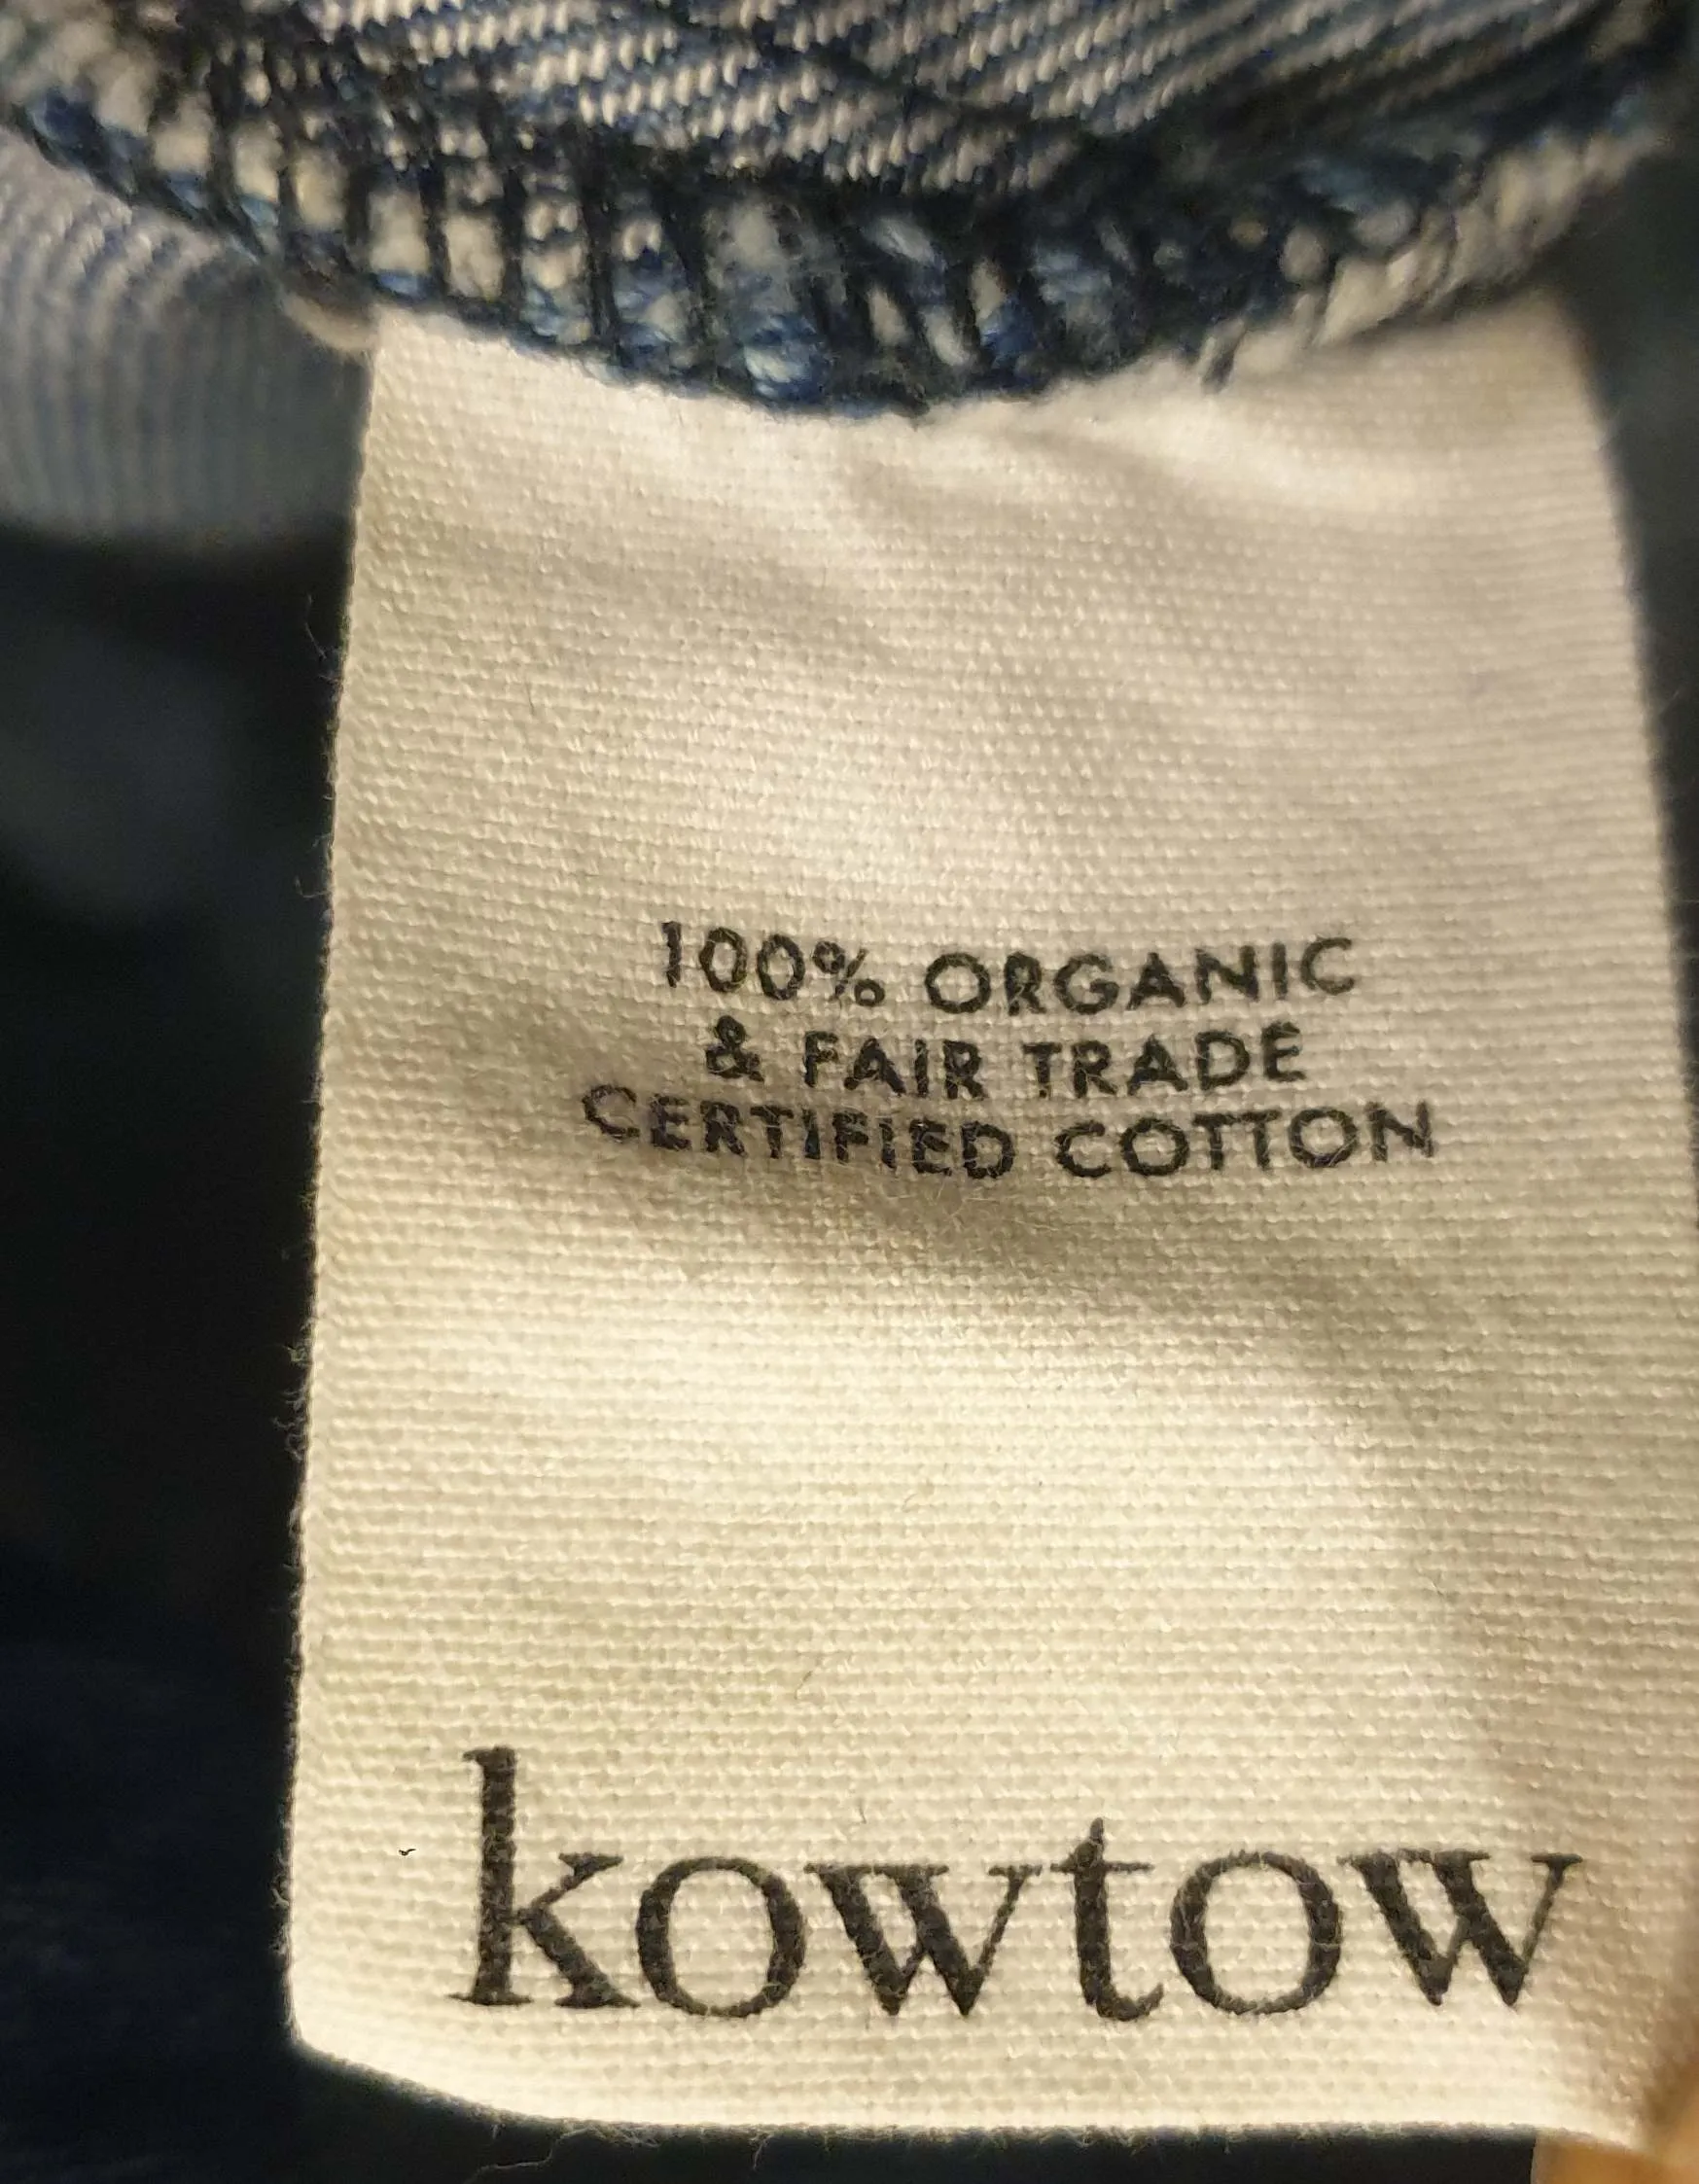 100% ORGANIC
& FAIR TRADE
CERTIFIED COTTON
kowtow